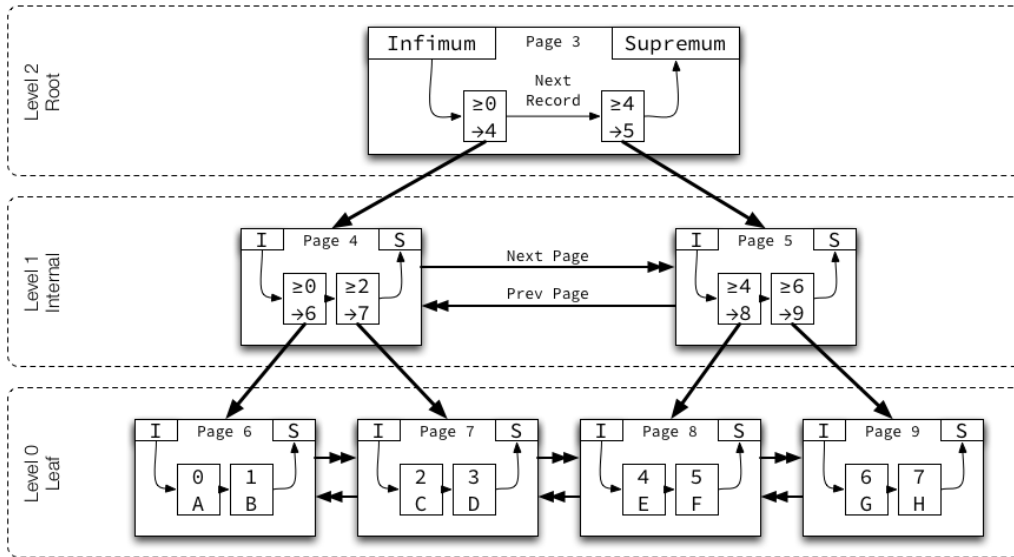 Level 2
Root
Infimum Page 3 Supremum
Next
Record
≥0 ≥4
→4 →5
Level 1
Internal
I Page 4 S I Page 5 S
Next Page
≥0 ≥2 ≥4 ≥6
Prev Page
→6 →7 →8 →9
Level 0
Leaf
I Page 6 S I Page 7 S I Page 8 S I Page 9 S
0 1 2 3 4 5 6 7
A B C D E F G H